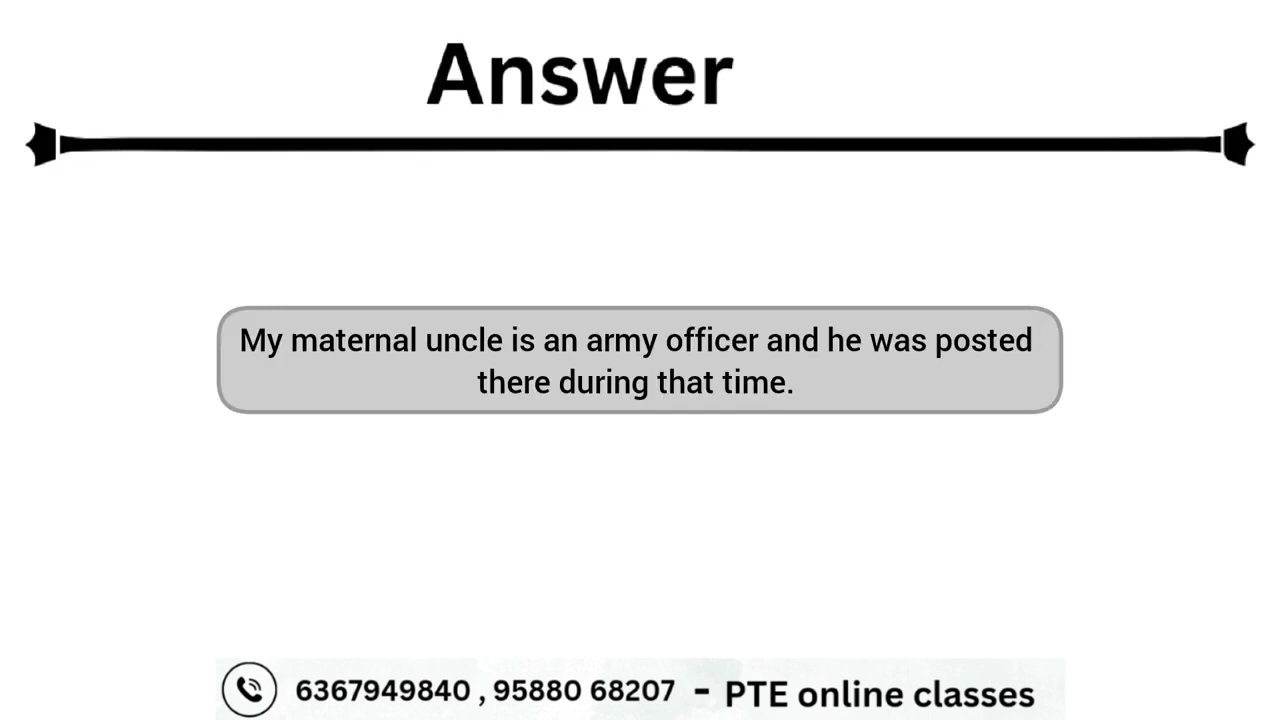 Answer
My maternal uncle is an army officer and he was posted
there during that time.
6367949840 , 95880 68207 - PTE online classes